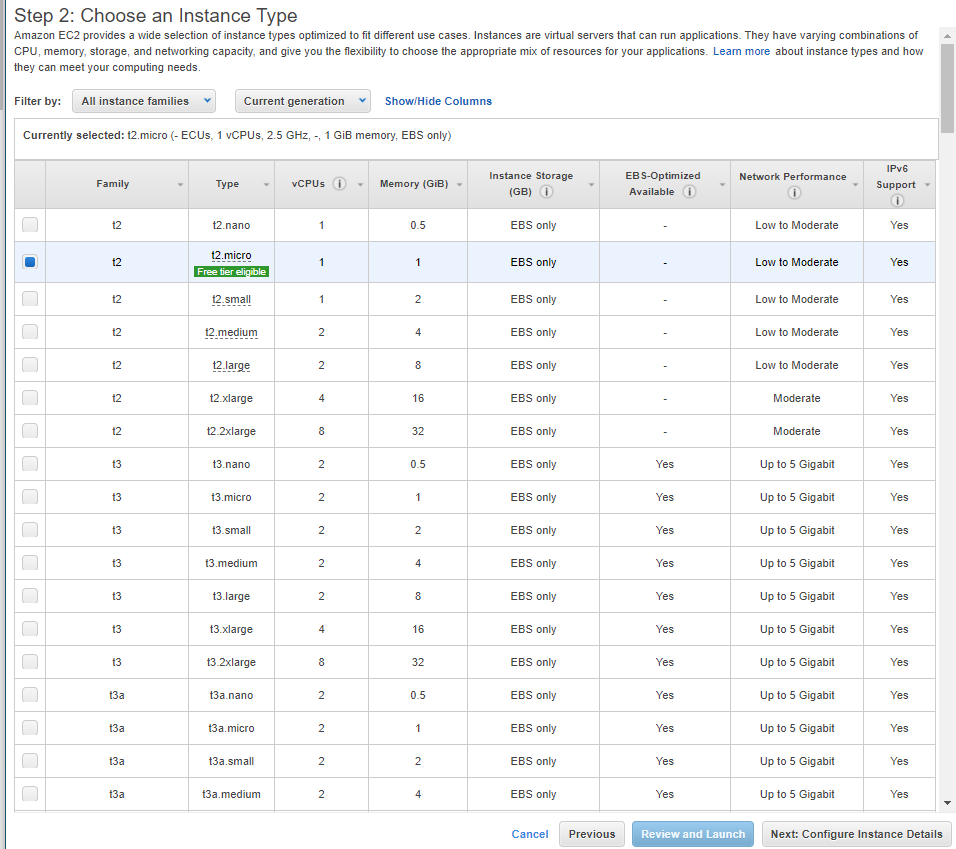 Step 2: Choose an Instance Type
Amazon EC2 provides a wide selection of instance types optimized to fit different use cases. Instances are virtual servers that can run applications. They have varying combinations of
CPU, memory, storage, and networking capacity, and give you the flexibility to choose the appropriate mix of resources for your applications. Learn more about instance types and how
they can meet your computing needs.
Filter by: All instance families Current generation Show/Hide Columns
Currently selected: t2.micro (- ECUs, 1 vCPUs, 2.5 GHz, -, 1 GiB memory, EBS only)
Family Type vCPUs Memory (GiB) Instance Storage (GB) EBS-Optimized Available Network Performance IPv6 Support
t2 t2.nano 1 0.5 EBS only - Low to Moderate Yes
t2 t2.micro 1 1 EBS only - Low to Moderate Yes
Free tier eligible
t2 t2.small 1 2 EBS only - Low to Moderate Yes
t2 t2.medium 2 4 EBS only - Low to Moderate Yes
t2 t2.large 2 8 EBS only - Low to Moderate Yes
t2 t2.xlarge 4 16 EBS only - Moderate Yes
t2 t2.2xlarge 8 32 EBS only - Moderate Yes
t3 t3.nano 2 0.5 EBS only Yes Up to 5 Gigabit Yes
t3 t3.micro 2 1 EBS only Yes Up to 5 Gigabit Yes
t3 t3.small 2 2 EBS only Yes Up to 5 Gigabit Yes
t3 t3.medium 2 4 EBS only Yes Up to 5 Gigabit Yes
t3 t3.large 2 8 EBS only Yes Up to 5 Gigabit Yes
t3 t3.xlarge 4 16 EBS only Yes Up to 5 Gigabit Yes
t3 t3.2xlarge 8 32 EBS only Yes Up to 5 Gigabit Yes
t3a t3a.nano 2 0.5 EBS only Yes Up to 5 Gigabit Yes
t3a t3a.micro 2 1 EBS only Yes Up to 5 Gigabit Yes
t3a t3a.small 2 2 EBS only Yes Up to 5 Gigabit Yes
t3a t3a.medium 2 4 EBS only Yes Up to 5 Gigabit Yes
Cancel Previous Review and Launch Next: Configure Instance Details